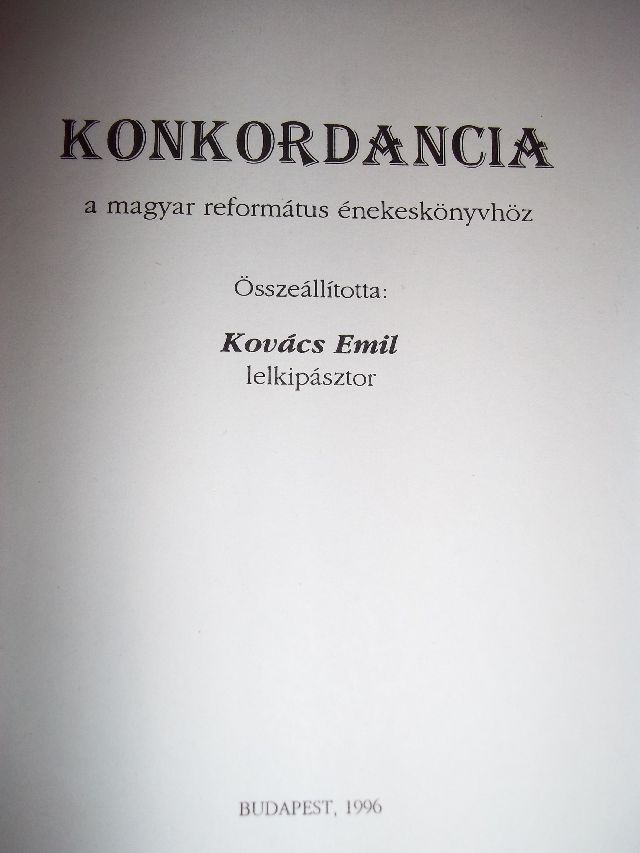 KONKORDANCIA
a magyar református énekeskönyvhöz
Összeállította:
Kovács Emil
lelkipásztor
BUDAPEST, 1996